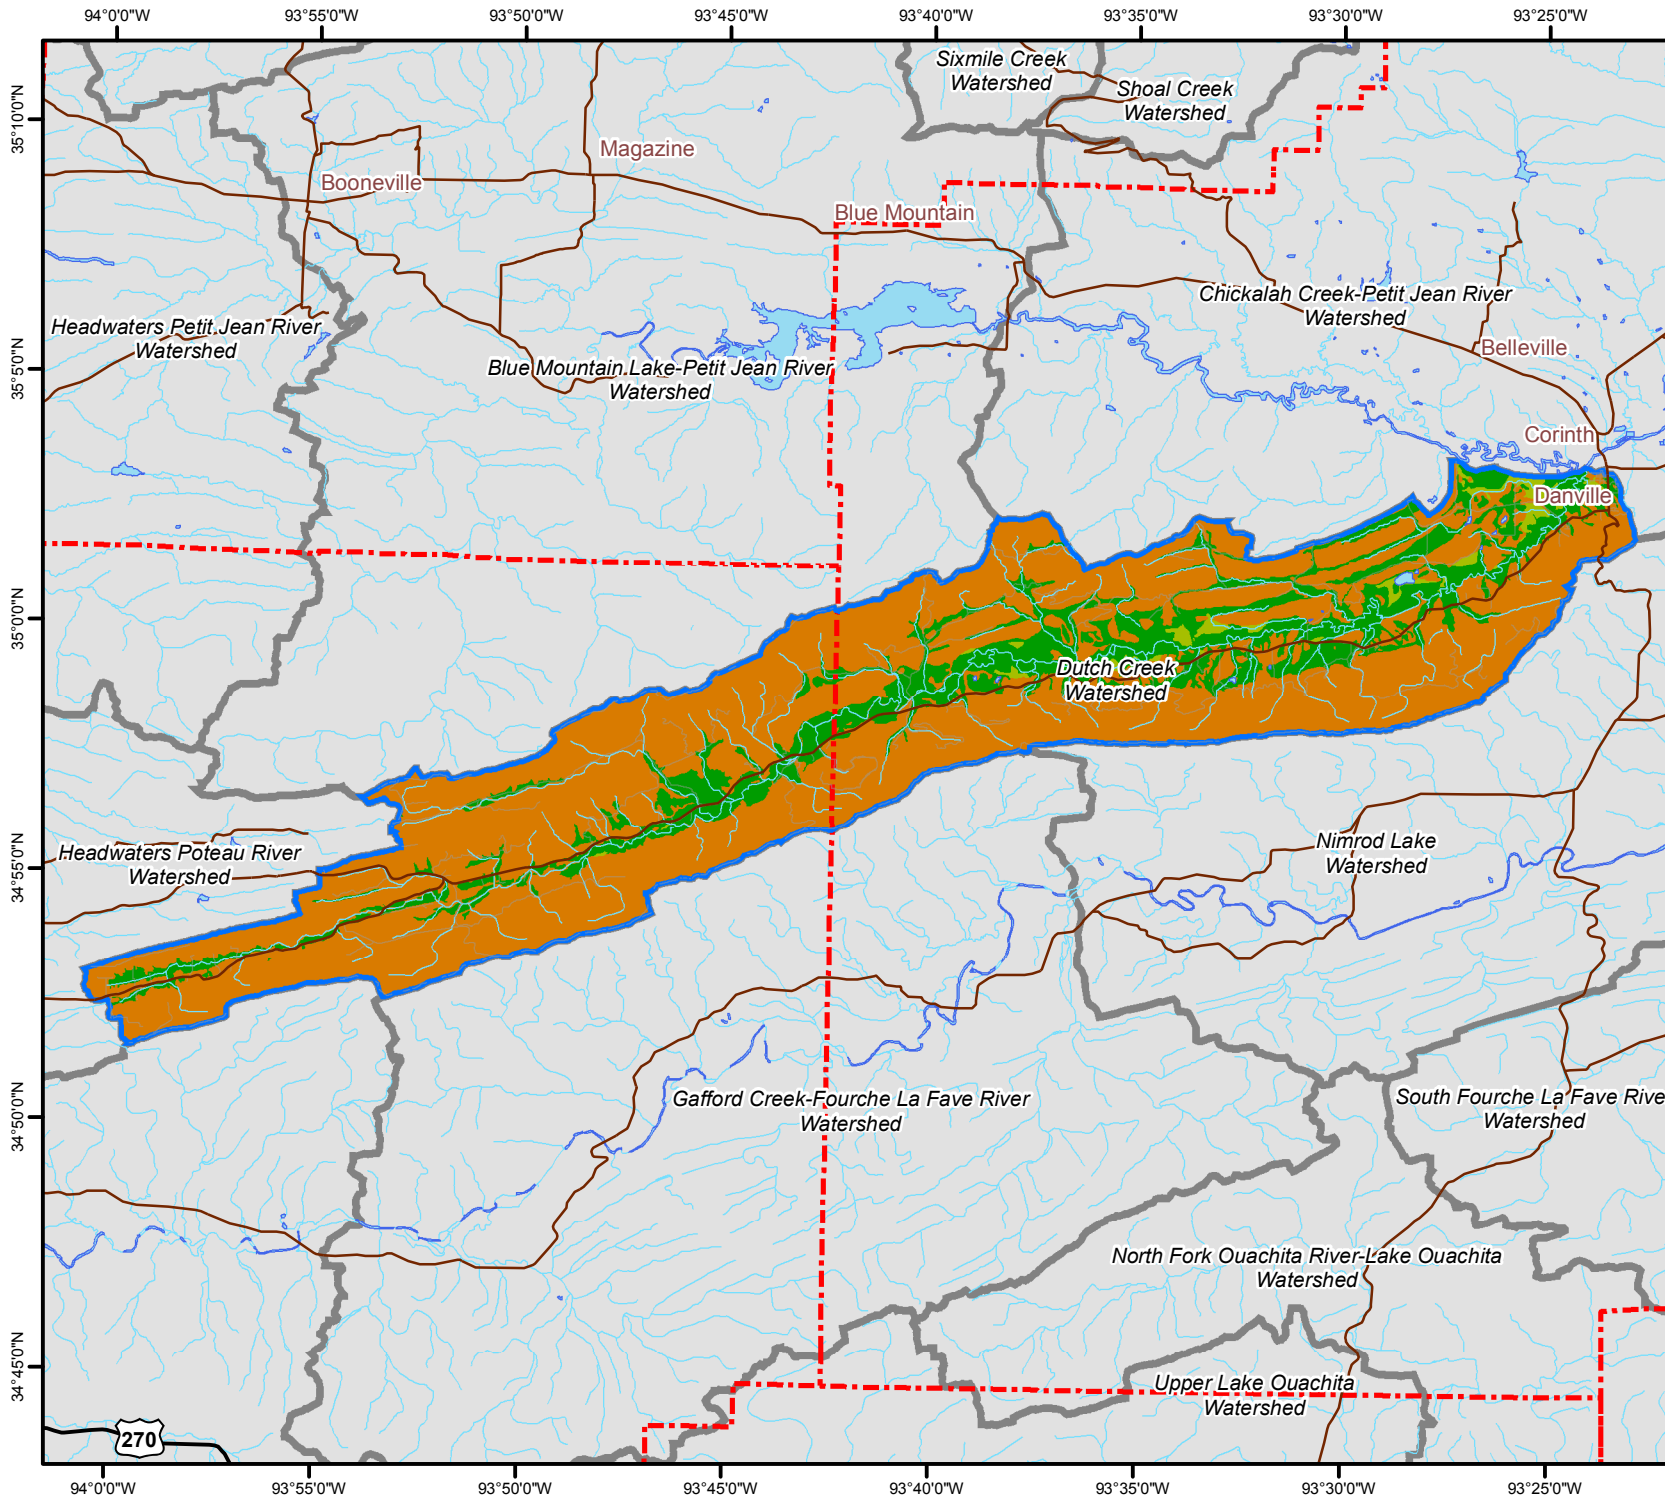 94°0'0"W
93°55'0"W
93°50'0"W
93°45'0"W
93°40'0"W
93°35'0"W
93°30'0"W
93°25'0"W
Sixmile Creek
Watershed
Shoal Creek
Watershed
35°10'0"N
Magazine
Booneville
Blue Mountain
Chickalah Creek-Petit Jean River
Watershed
Headwaters Petit Jean River
Watershed
Belleville
35°5'0"N
Blue Mountain Lake-Petit Jean River
Watershed
Corinth
Danville
35°0'0"N
Dutch Creek
Watershed
Nimrod Lake
Watershed
Headwaters Poteau River
Watershed
34°55'0"N
Gafford Creek-Fourche La Fave River
Watershed
South Fourche La Fave Rive
Watershed
34°50'0"N
North Fork Ouachita River-Lake Ouachita
Watershed
34°45'0"N
Upper Lake Ouachita
Watershed
270
94°0'0"W
93°55'0"W
93°50'0"W
93°45'0"W
93°40'0"W
93°35'0"W
93°30'0"W
93°25'0"W